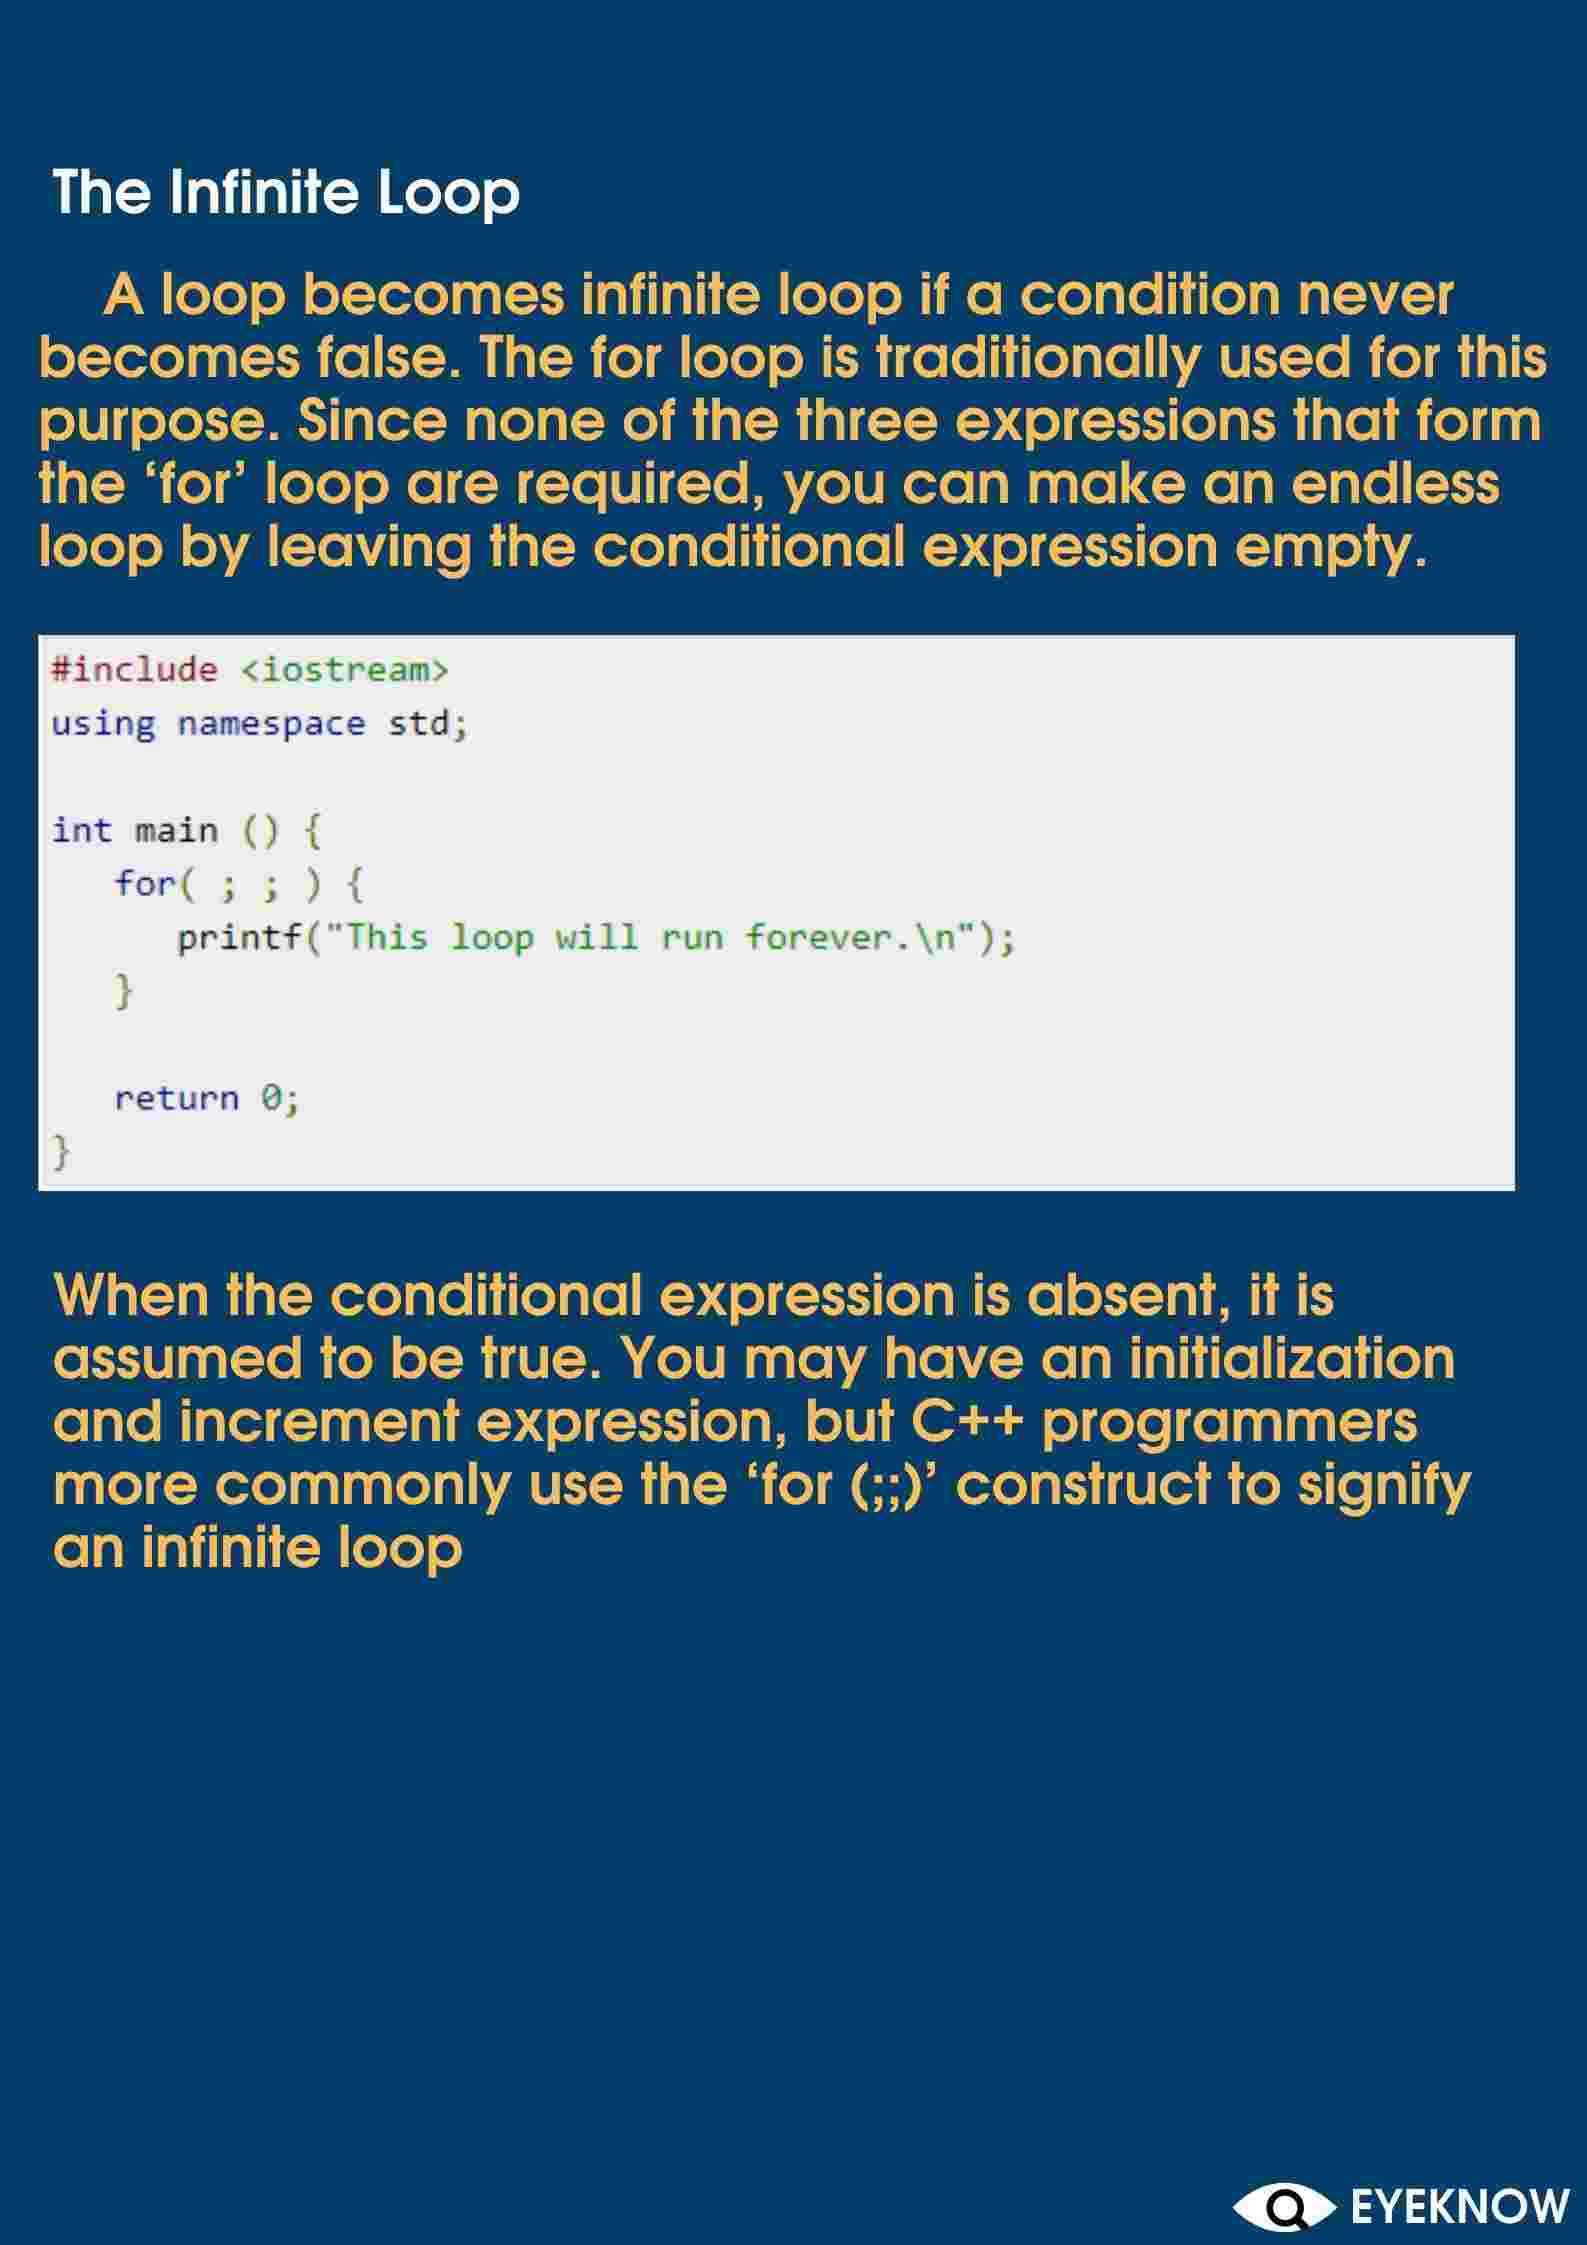 The Infinite Loop
A loop becomes infinite loop if a condition never
becomes false. The for loop is traditionally used for this
purpose. Since none of the three expressions that form
the ‘for’ loop are required, you can make an endless
loop by leaving the conditional expression empty.
#include <iostream>
using namespace std;
int main () {
for( ; ; ) {
printf("This loop will run forever.\n");
}
return 0;
}
When the conditional expression is absent, it is
assumed to be true. You may have an initialization
and increment expression, but C++ programmers
more commonly use the ‘for (;;)’ construct to signify
an infinite loop
EYEKNOW